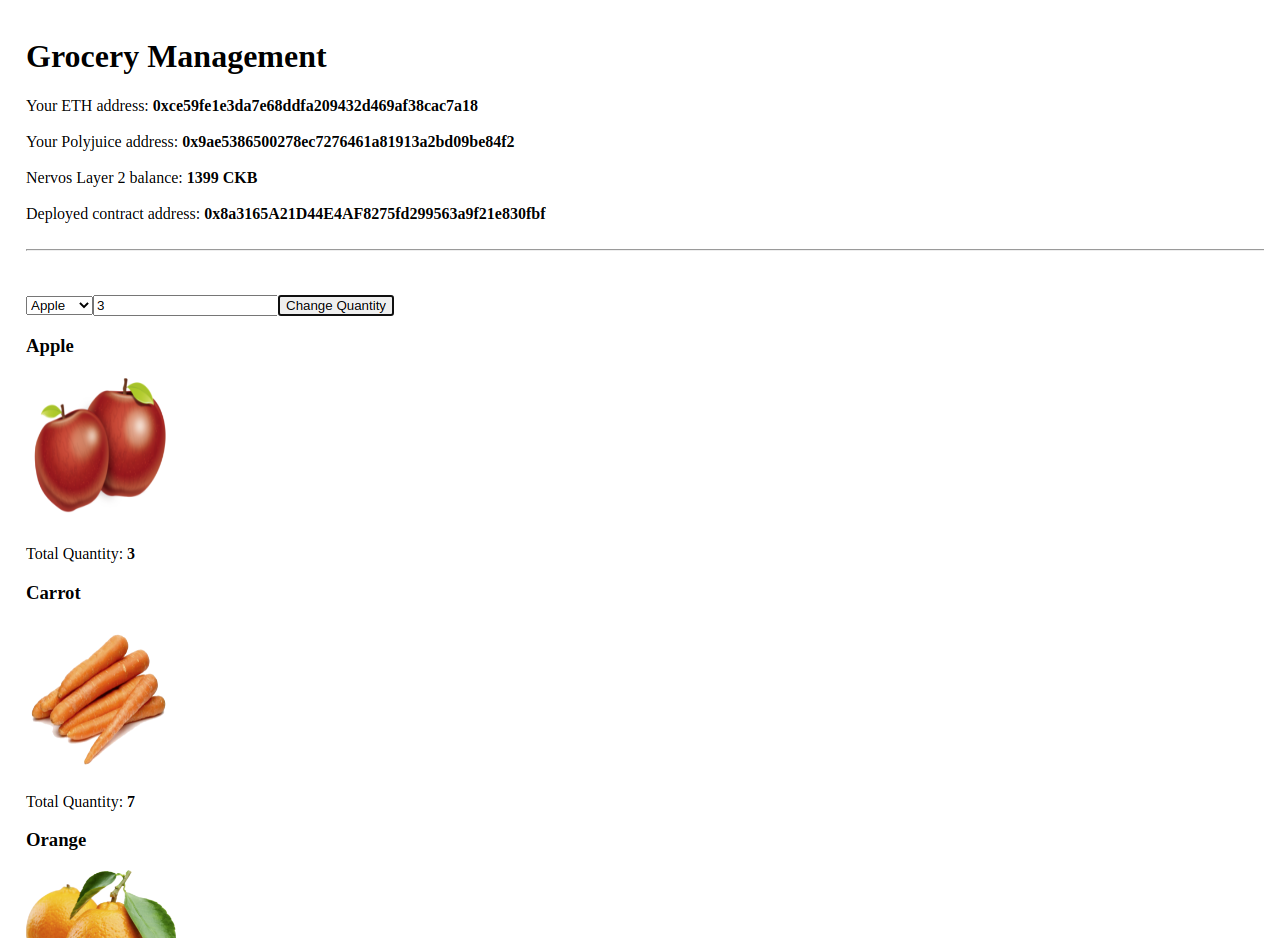 Grocery Management
Your ETH address: 0xce59fe1e3da7e68ddfa209432d469af38cac7a18
Your Polyjuice address: 0x9ae5386500278ec7276461a81913a2bd09be84f2
Nervos Layer 2 balance: 1399 CKB
Deployed contract address: 0x8a3165A21D44E4AF8275fd299563a9f21e830fbf
Apple 3 Change Quantity
Apple
Total Quantity: 3
Carrot
Total Quantity: 7
Orange